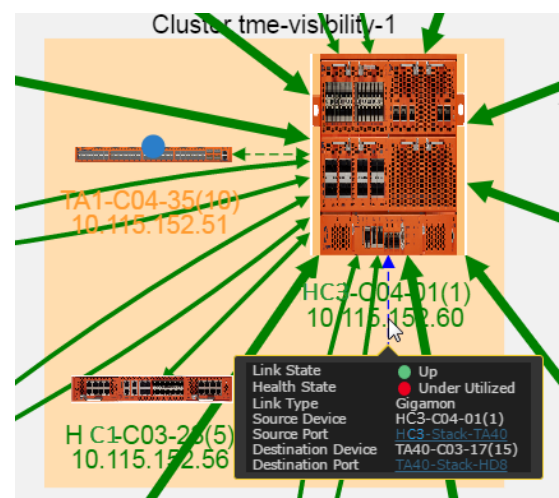 Cluster tme-visibility-1
TA1-C04-35(10)
10.115.152.51
HC3-C04-01(1)
10.115.152.60
H C1-C03-23(5)
10.115.152.56
Link State Up
Health State Under Utilized
Link Type Gigamon
Source Device HC3-C04-01(1)
Source Port HC3-Stack-TA40
Destination Device TA40-C03-17(15)
Destination Port TA40-Stack-HD8